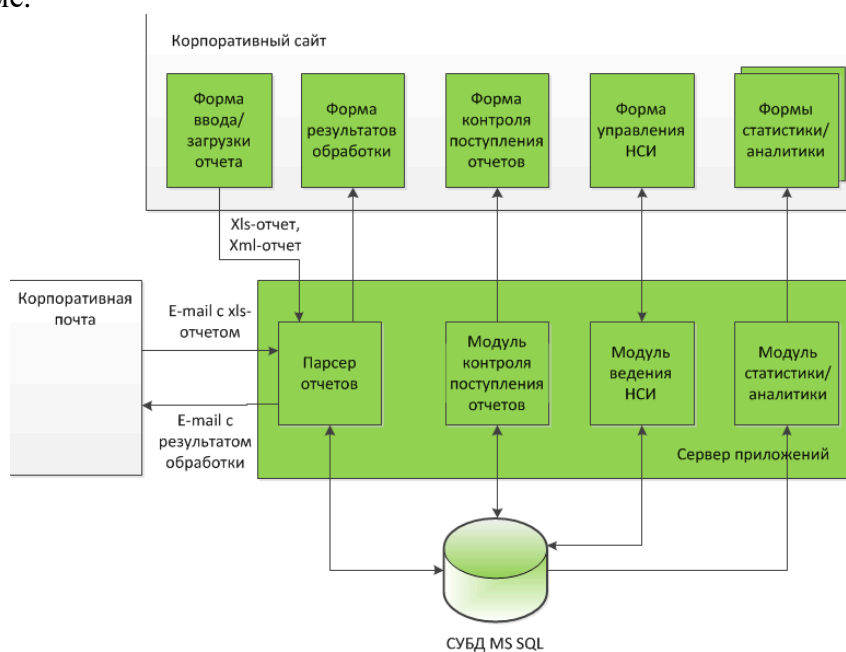 ме.
Корпоративный сайт
Форма
ввода/
загрузки
отчета
Форма
результатов
обработки
Форма
контроля
поступления
отчетов
Форма
управления
НСИ
Формы
статистики/
аналитики
Xls-отчет,
Xml-отчет
Корпоративная
почта
E-mail с xls-
отчетом
E-mail с
результатом
обработки
Парсер
отчетов
Модуль
контроля
поступления
отчетов
Модуль
ведения
НСИ
Модуль
статистики/
аналитики
Сервер приложений
СУБД MS SQL